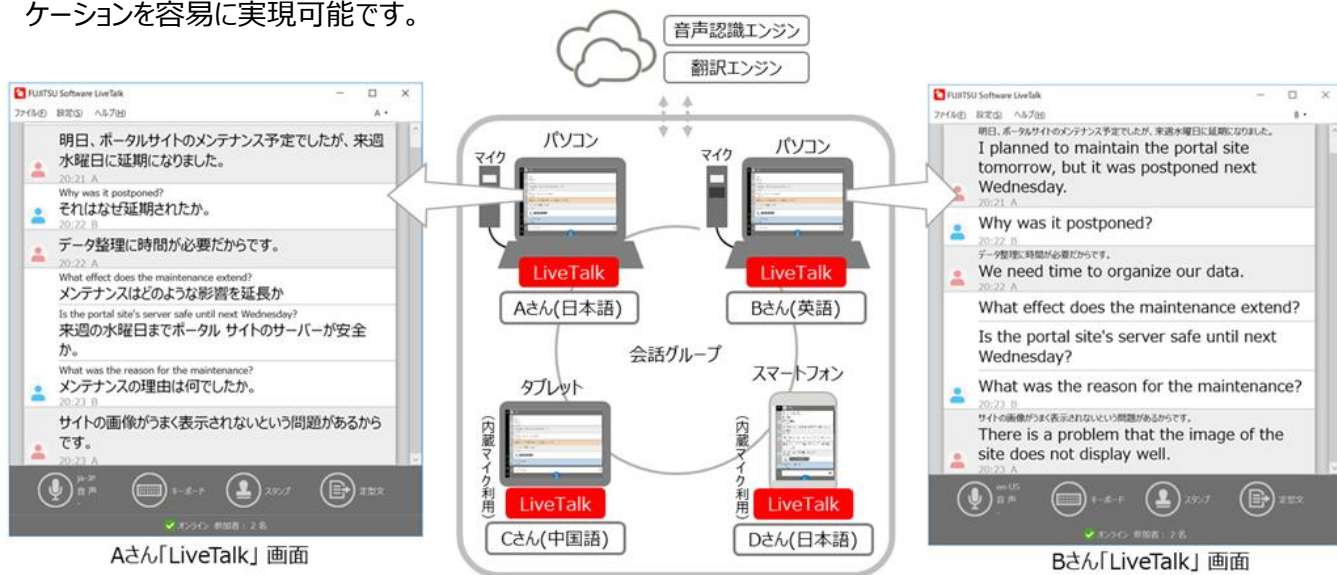 ケーションを容易に実現可能です。
音声認識エンジン
翻訳エンジン
FUJITSU Software LiveTalk
ファイル(F) 設定(S) ヘルプ(H)
A
明日、ポータルサイトのメンテナンス予定でしたが、来週
水曜日に延期になりました。
20:21 A
Why was it postponed?
それはなぜ延期されたか。
20:22 B
データ整理に時間が必要だからです。
20:22 A
What effect does the maintenance extend?
メンテナンスはどのような影響を延長か
Is the portal site's server safe until next Wednesday?
来週の水曜日までポータル サイトのサーバーが安全
か。
What was the reason for the maintenance?
メンテナンスの理由は何でしたか。
20:23 B
サイトの画像がうまく表示されないという問題があるから
です。
20:23 A
ja-JP
音声
キーボード
スタンプ
定型文
オンライン 参加者: 2 名
Aさん「LiveTalk」 画面
マイク
パソコン
LiveTalk
Aさん(日本語)
マイク
パソコン
LiveTalk
Bさん(英語)
会話グループ
タブレット
(内蔵マイク利用)
LiveTalk
Cさん(中国語)
スマートフォン
(内蔵マイク利用)
LiveTalk
Dさん(日本語)
FUJITSU Software LiveTalk
ファイル(F) 設定(S) ヘルプ(H)
B
明日、ポータルサイトのメンテナンス予定でしたが、来週水曜日に延期になりました。
I planned to maintain the portal site
tomorrow, but it was postponed next
Wednesday.
20:21 A
Why was it postponed?
20:22 B
データ整理に時間が必要だからです。
We need time to organize our data.
20:22 A
What effect does the maintenance extend?
Is the portal site's server safe until next
Wednesday?
What was the reason for the maintenance?
20:23 B
サイトの画像がうまく表示されないという問題があるからです。
There is a problem that the image of the
site does not display well.
20:23 A
en-US
音声
キーボード
スタンプ
定型文
オンライン 参加者: 2 名
Bさん「LiveTalk」 画面